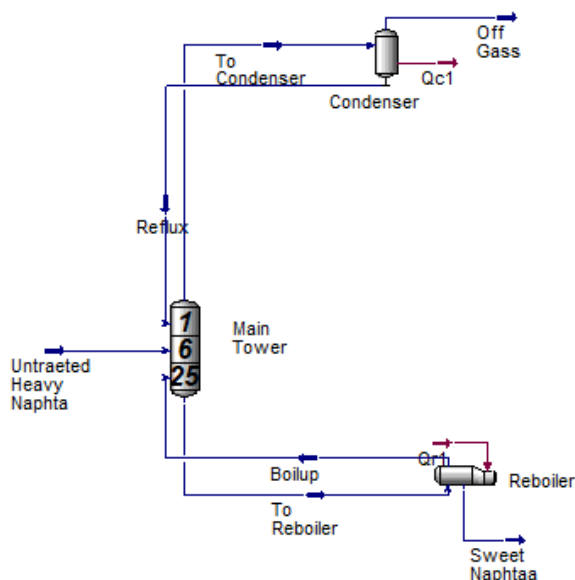 Off
Gass
To
Condenser
Qc1
Condenser
Reflux
1
6
25
Main
Tower
Untraeted
Heavy
Naphta
Qr1
Boilup
Reboiler
To
Reboiler
Sweet
Naphtaa